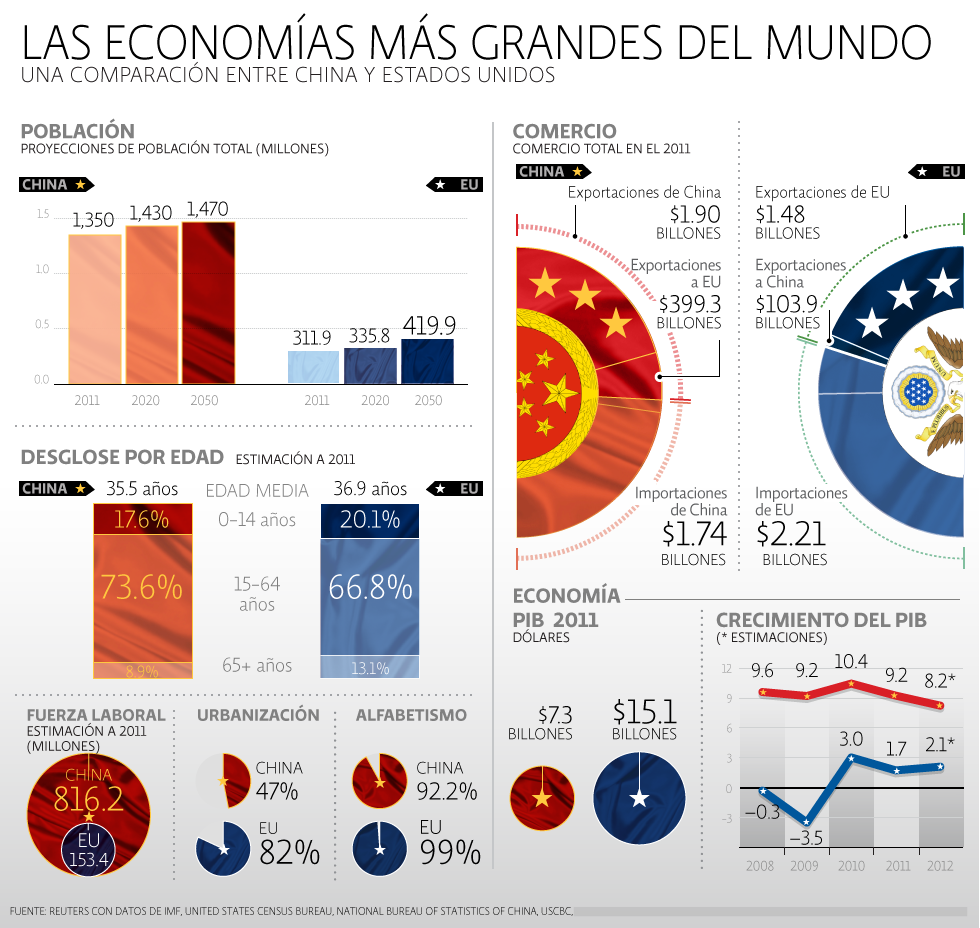 LAS ECONOMÍAS MÁS GRANDES DEL MUNDO
UNA COMPARACIÓN ENTRE CHINA Y ESTADOS UNIDOS
POBLACIÓN
PROYECCIONES DE POBLACIÓN TOTAL (MILLONES)
CHINA
EU
1.5
1.0
0.5
0.0
1,350
1,430
1,470
311.9
335.8
419.9
2011
2020
2050
2011
2020
2050
DESGLOSE POR EDAD ESTIMACIÓN A 2011
CHINA
35.5 años
EDAD MEDIA
36.9 años
EU
17.6%
0–14 años
20.1%
73.6%
15–64
años
66.8%
8.9%
65+ años
13.1%
FUERZA LABORAL
ESTIMACIÓN A 2011
(MILLONES)
CHINA
816.2
EU
153.4
URBANIZACIÓN
CHINA
47%
EU
82%
ALFABETISMO
CHINA
92.2%
EU
99%
COMERCIO
COMERCIO TOTAL EN EL 2011
CHINA
Exportaciones de China
$1.90
BILLONES
Exportaciones
a EU
$399.3
BILLONES
Importaciones
de China
$1.74
BILLONES
EU
Exportaciones de EU
$1.48
BILLONES
Exportaciones
a China
$103.9
BILLONES
Importaciones
de EU
$2.21
BILLONES
ECONOMÍA
PIB 2011
DÓLARES
$7.3
BILLONES
$15.1
BILLONES
CRECIMIENTO DEL PIB
(* ESTIMACIONES)
12
9
6
3
0
–3
9.6
9.2
10.4
9.2
8.2*
–0.3
–3.5
3.0
1.7
2.1*
2008
2009
2010
2011
2012
FUENTE: REUTERS CON DATOS DE IMF, UNITED STATES CENSUS BUREAU, NATIONAL BUREAU OF STATISTICS OF CHINA, USCBC,